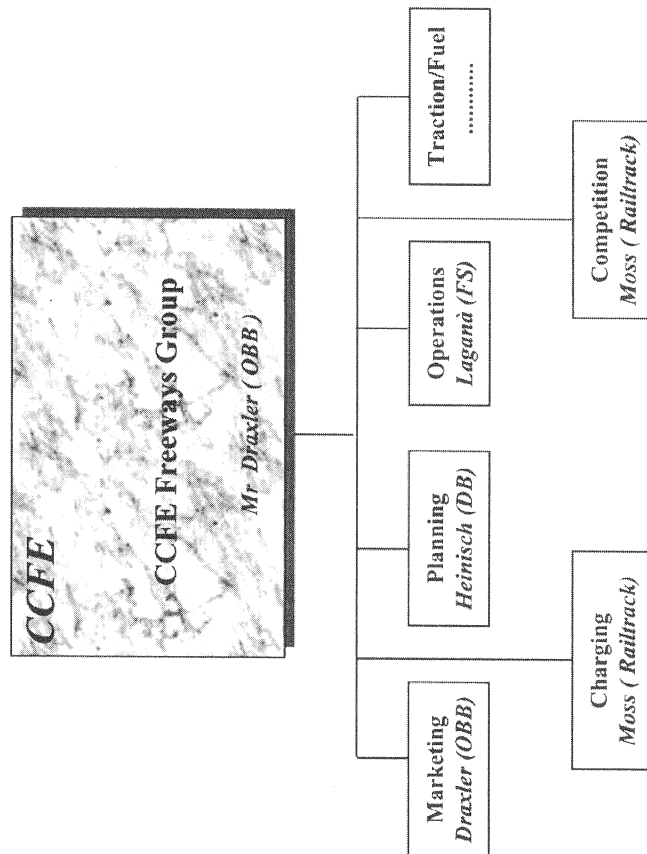 CCFE
CCFE Freeways Group
Mr Draxler ( OBB )
Marketing
Draxler (OBB)
Planning
Heinisch (DB)
Operations
Laganà (FS)
Traction/Fuel
............
Charging
Moss ( Railtrack)
Competition
Moss ( Railtrack)